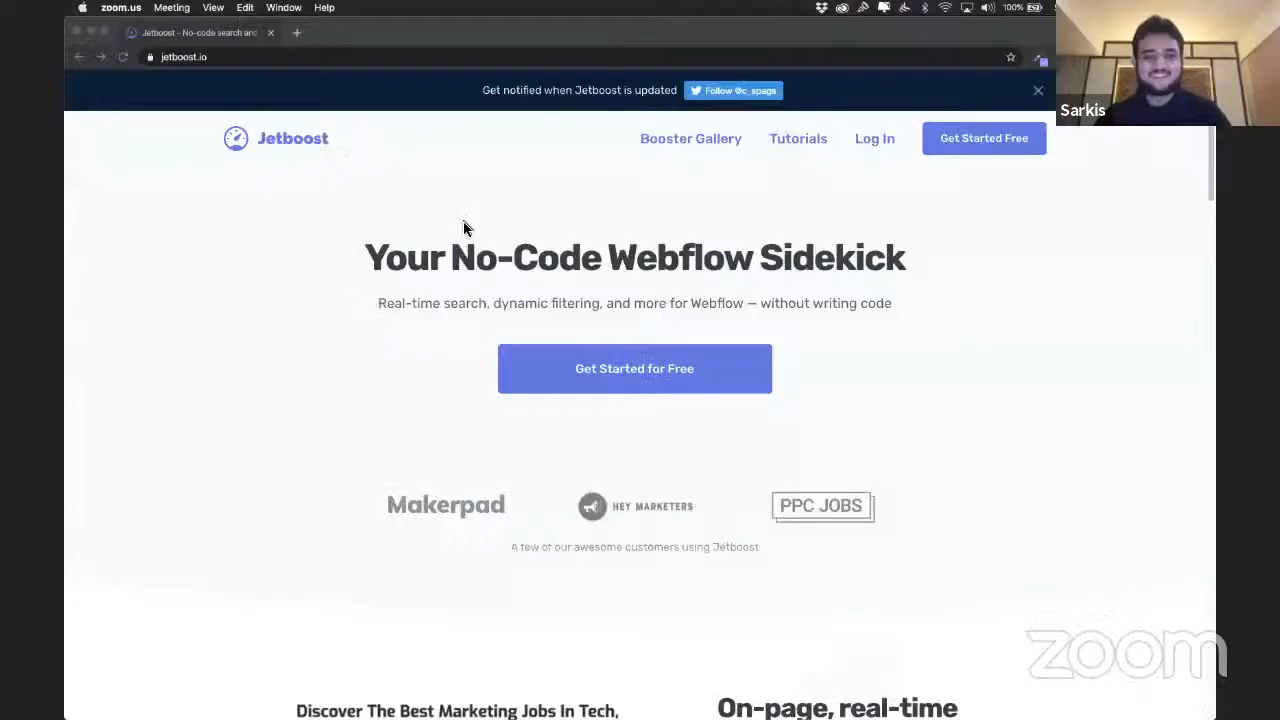 zoom.us Meeting View Edit Window Help 100%
Jetboost - No-code search and
jetboost.io
Get notified when Jetboost is updated Follow @c_spags
Sarkis
Jetboost Booster Gallery Tutorials Log In Get Started Free
Your No-Code Webflow Sidekick
Real-time search, dynamic filtering, and more for Webflow — without writing code
Get Started for Free
Makerpad HEY MARKETERS PPC JOBS
A few of our awesome customers using Jetboost
zoom
Discover The Best Marketing Jobs In Tech, On-page, real-time